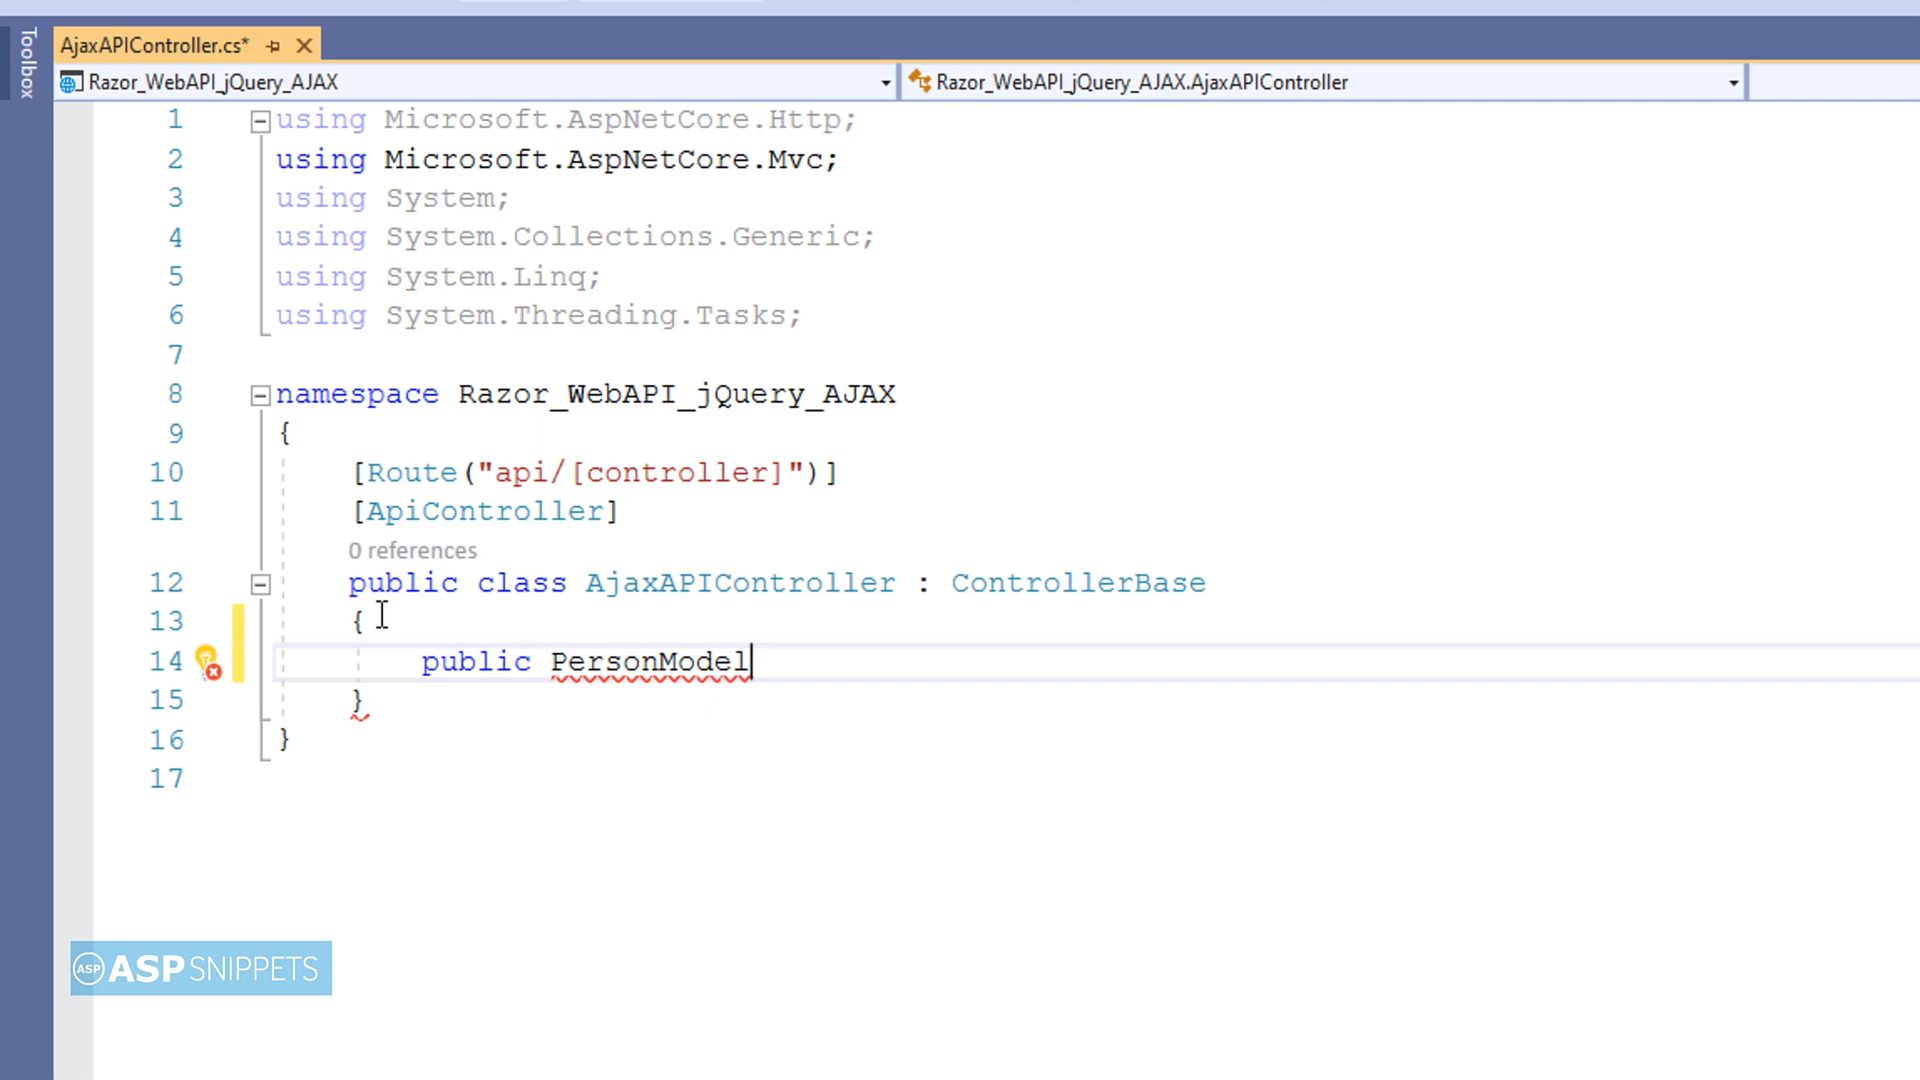 Toolbox
AjaxAPIController.cs*
Razor_WebAPI_jQuery_AJAX
Razor_WebAPI_jQuery_AJAX.AjaxAPIController
1 using Microsoft.AspNetCore.Http;
2 using Microsoft.AspNetCore.Mvc;
3 using System;
4 using System.Collections.Generic;
5 using System.Linq;
6 using System.Threading.Tasks;
7
8 namespace Razor_WebAPI_jQuery_AJAX
9 {
10 [Route("api/[controller]")]
11 [ApiController]
0 references
12 public class AjaxAPIController : ControllerBase
13 {
14 public PersonModel
15 }
16 }
17
ASP ASPSNIPPETS